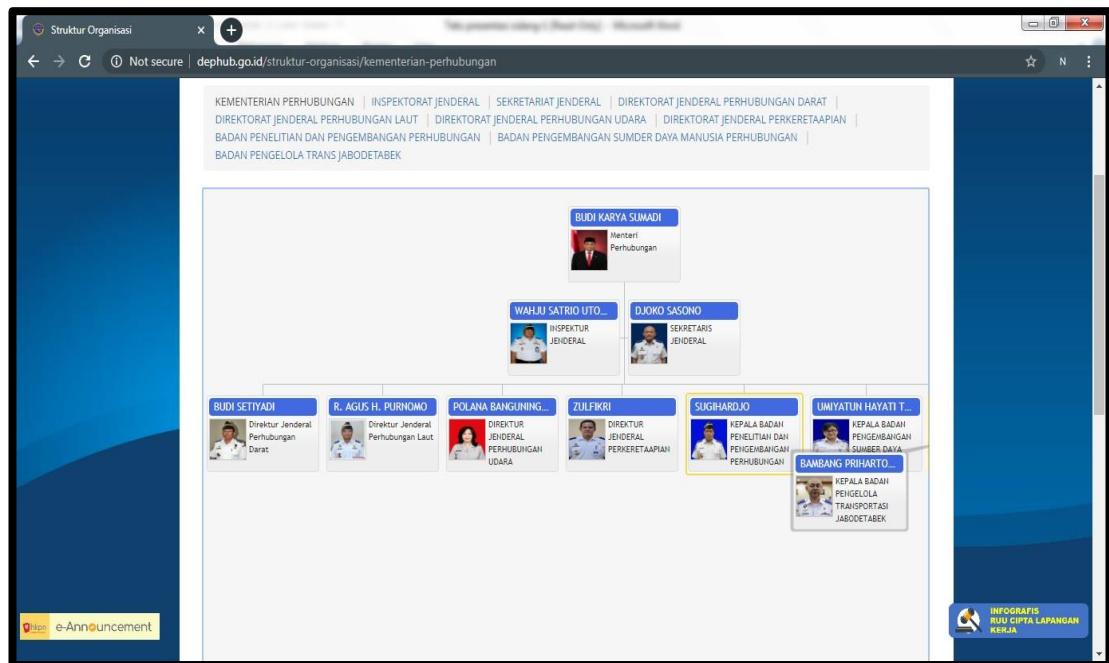 Struktur Organisasi
Not secure | dephub.go.id/struktur-organisasi/kementerian-perhubungan
N
KEMENTERIAN PERHUBUNGAN | INSPEKTORAT JENDERAL | SEKRETARIAT JENDERAL | DIREKTORAT JENDERAL PERHUBUNGAN DARAT |
DIREKTORAT JENDERAL PERHUBUNGAN LAUT | DIREKTORAT JENDERAL PERHUBUNGAN UDARA | DIREKTORAT JENDERAL PERKERETAAPIAN |
BADAN PENELITIAN DAN PENGEMBANGAN PERHUBUNGAN | BADAN PENGEMBANGAN SUMBER DAYA MANUSIA PERHUBUNGAN |
BADAN PENGELOLA TRANS JABODETABEK
BUDI KARYA SUMADI
Menteri
Perhubungan
WAHJU SATRIO UTO...
INSPEKTUR
JENDERAL
DJOKO SASONO
SEKRETARIS
JENDERAL
BUDI SETIYADI
Direktur Jenderal
Perhubungan
Darat
R. AGUS H. PURNOMO
Direktur Jenderal
Perhubungan Laut
POLANA BANGUNING...
DIREKTUR
JENDERAL
PERHUBUNGAN
UDARA
ZULFIKRI
DIREKTUR
JENDERAL
PERKERETAAPIAN
SUGIHARDJO
KEPALA BADAN
PENELITIAN DAN
PENGEMBANGAN
PERHUBUNGAN
UMIYATUN HAYATI T...
KEPALA BADAN
PENGEMBANGAN
SUMBER DAYA
BAMBANG PRIHARTO...
KEPALA BADAN
PENGELOLA
TRANSPORTASI
JABODETABEK
e-Announcement
INFOGRAFIS
RUU CIPTA LAPANGAN
KERJA